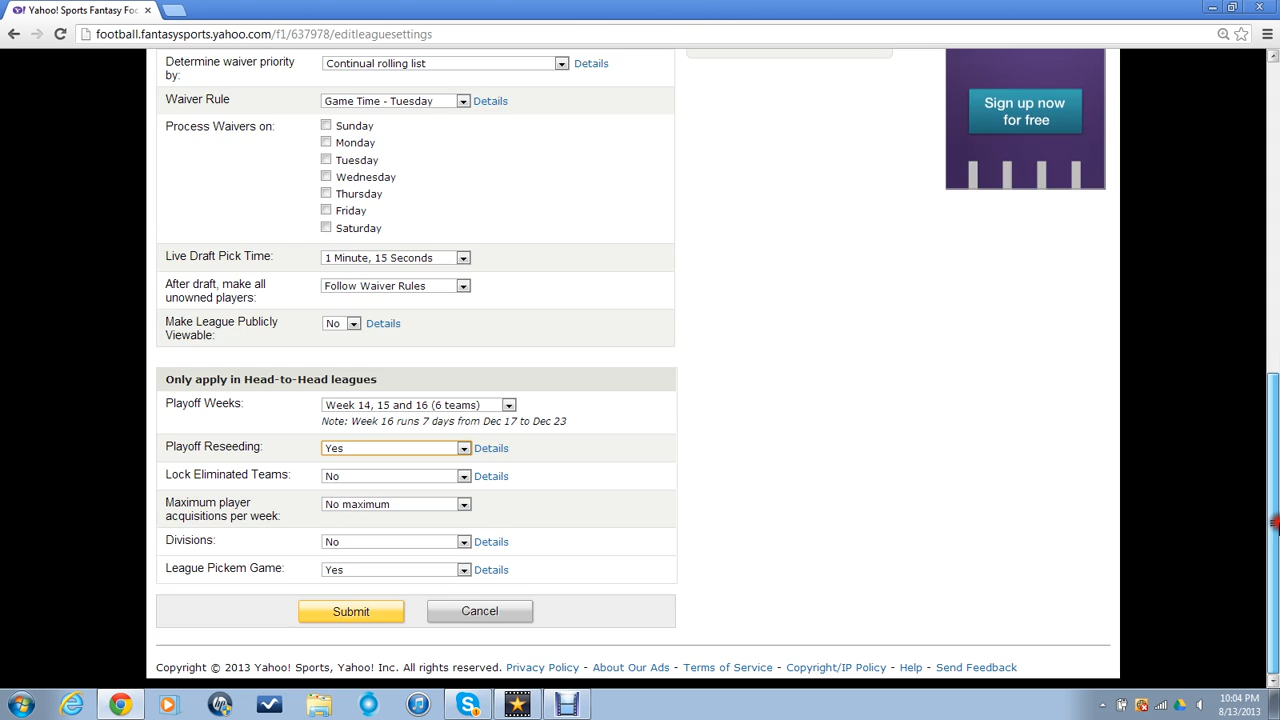 Yahoo! Sports Fantasy Foo
football.fantasysports.yahoo.com/f1/637978/editleaguesettings
Determine waiver priority
by:
Continual rolling list
Details
Waiver Rule
Game Time - Tuesday
Details
Process Waivers on:
Sunday
Monday
Tuesday
Wednesday
Thursday
Friday
Saturday
Live Draft Pick Time:
1 Minute, 15 Seconds
After draft, make all
unowned players:
Follow Waiver Rules
Make League Publicly
Viewable:
No
Details
Sign up now
for free
Only apply in Head-to-Head leagues
Playoff Weeks:
Week 14, 15 and 16 (6 teams)
Note: Week 16 runs 7 days from Dec 17 to Dec 23
Playoff Reseeding:
Yes
Details
Lock Eliminated Teams:
No
Details
Maximum player
acquisitions per week:
No maximum
Divisions:
No
Details
League Pickem Game:
Yes
Details
Submit
Cancel
Copyright © 2013 Yahoo! Sports, Yahoo! Inc. All rights reserved. Privacy Policy - About Our Ads - Terms of Service - Copyright/IP Policy - Help - Send Feedback
10:04 PM
8/13/2013